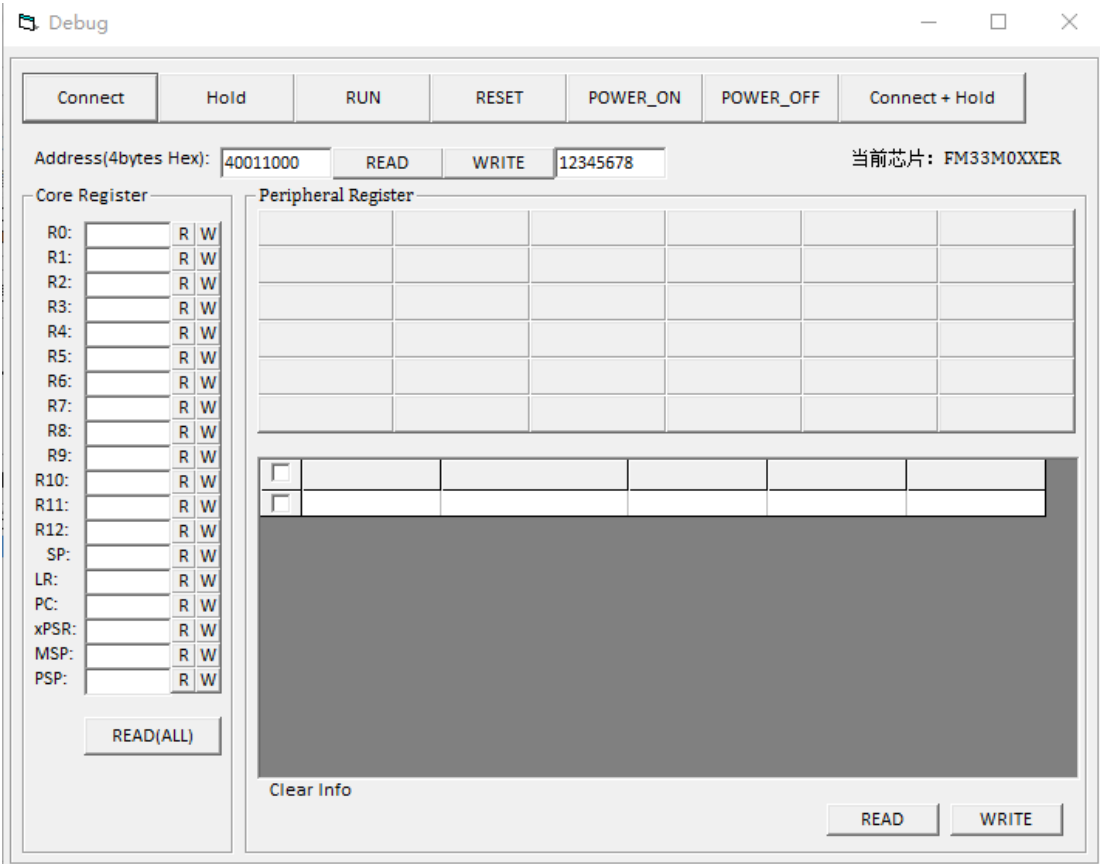 Debug
Connect Hold RUN RESET POWER_ON POWER_OFF Connect + Hold
Address(4bytes Hex): 40011000 READ WRITE 12345678 当前芯片: FM33M0XXER
Core Register Peripheral Register
R0: R W
R1: R W
R2: R W
R3: R W
R4: R W
R5: R W
R6: R W
R7: R W
R8: R W
R9: R W
R10: R W
R11: R W
R12: R W
SP: R W
LR: R W
PC: R W
xPSR: R W
MSP: R W
PSP: R W
READ(ALL)
Clear Info
READ WRITE